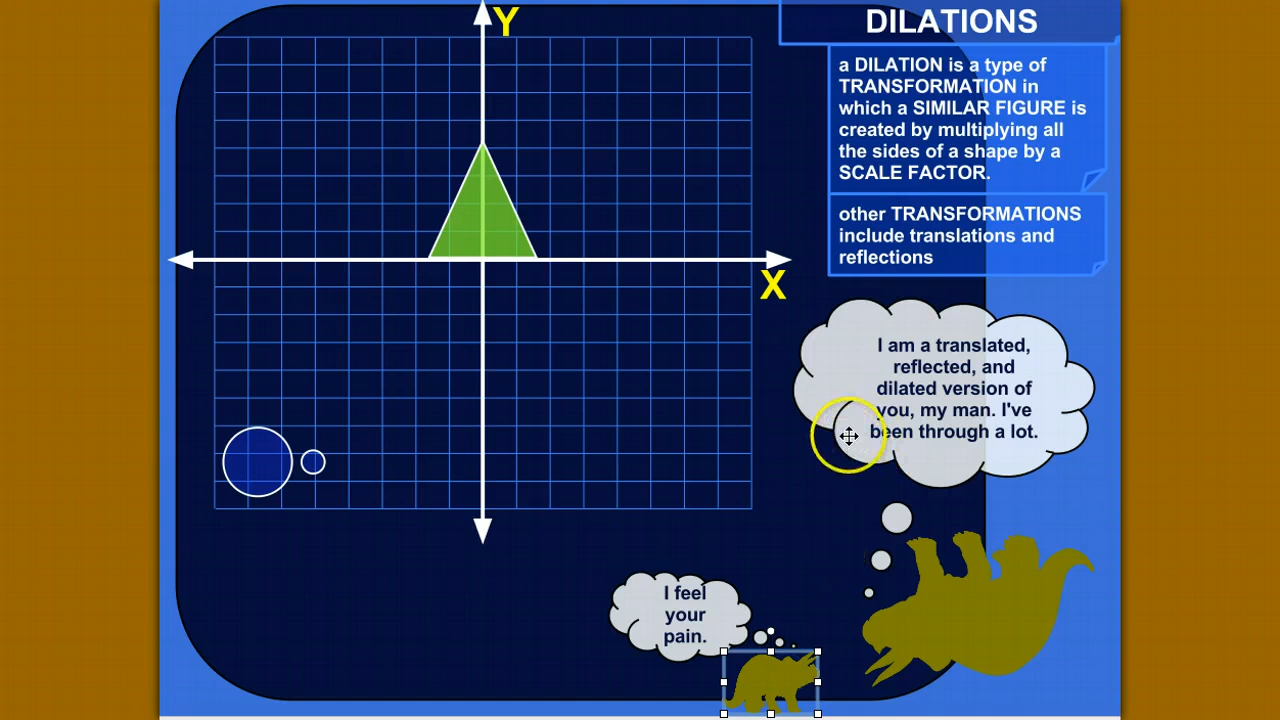 DILATIONS
a DILATION is a type of
TRANSFORMATION in
which a SIMILAR FIGURE is
created by multiplying all
the sides of a shape by a
SCALE FACTOR.
other TRANSFORMATIONS
include translations and
reflections
Y
X
I am a translated,
reflected, and
dilated version of
you, my man. I've
been through a lot.
I feel
your
pain.